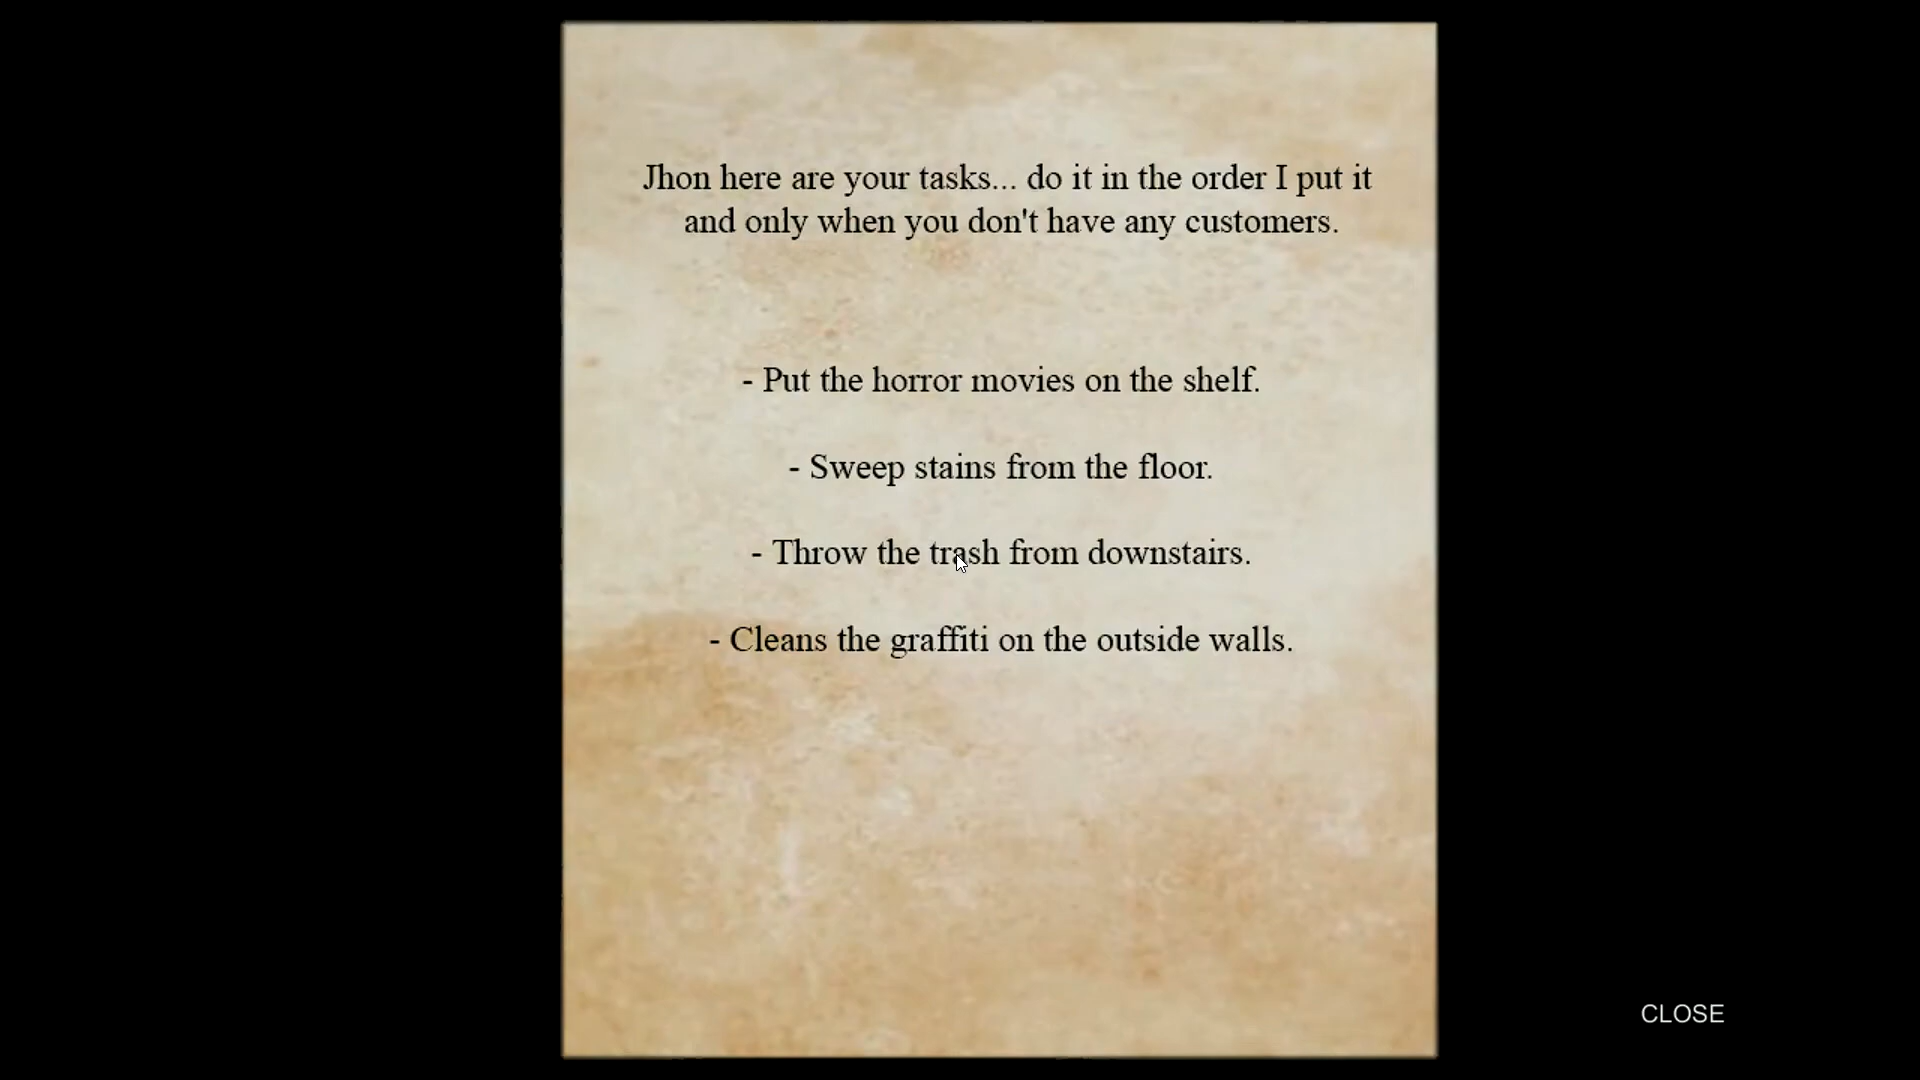 Jhon here are your tasks... do it in the order I put it
and only when you don't have any customers.
- Put the horror movies on the shelf.
- Sweep stains from the floor.
- Throw the trash from downstairs.
- Cleans the graffiti on the outside walls.
CLOSE